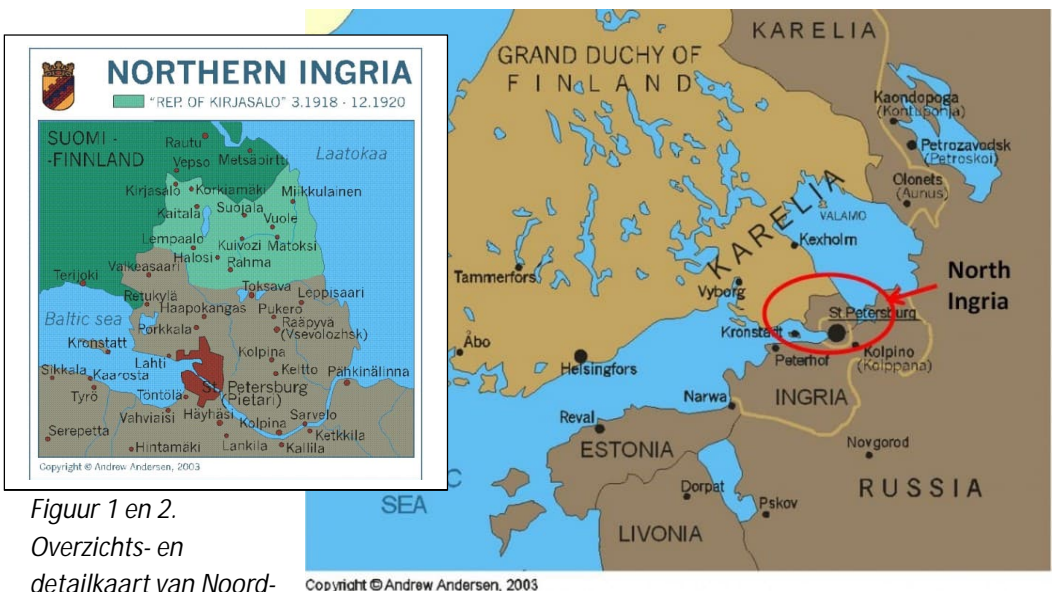 NORTHERN INGRIA
"REP. OF KIRJASALO" 3.1918 - 12.1920
SUOMI -
-FINNLAND
Rautu
Vepso
Metsäpirtti
Laatokaa
Kirjasalo
Korkiamäki
Miikkulainen
Kaitala
Suojala
Vuole
Lempaalo
Kuivozi
Matoksi
Halosi
Rahma
Valkeasaari
Terijoki
Toksava
Retukylä
Leppisaari
Haapokangas
Pukero
Baltic sea
Rääpyvä
(Vsevolozhsk)
Porkkala
Kronstatt
Lahti
Kolpina
Sikkala
Kaarosta
Keltto
Pähkinälinna
St. Petersburg
(Pietari)
Tyrö
Töntölä
Vahviaisi
Häyhäsi
Kolpina
Sarvelo
Serepetta
Ketkkila
Hintamäki
Lankila
Kallila
Copyright © Andrew Andersen, 2003
KARELIA
GRAND DUCHY OF
FINLAND
Kaondopoga
(Kontupohja)
Petrozavodsk
(Petroskoi)
Olonets
(Aunus)
KARELIA
VALAMO
Kexholm
Tammerfors
Vyborg
North
Ingria
St.Petersburg
Kronstadt
Åbo
Kolpino
(Kolppana)
Peterhof
Helsingfors
Narwa
INGRIA
Reval
ESTONIA
Novgorod
C
SEA
Dorpat
Pskov
RUSSIA
LIVONIA
Copyright © Andrew Andersen, 2003
Figuur 1 en 2.
Overzichts- en
detailkaart van Noord-